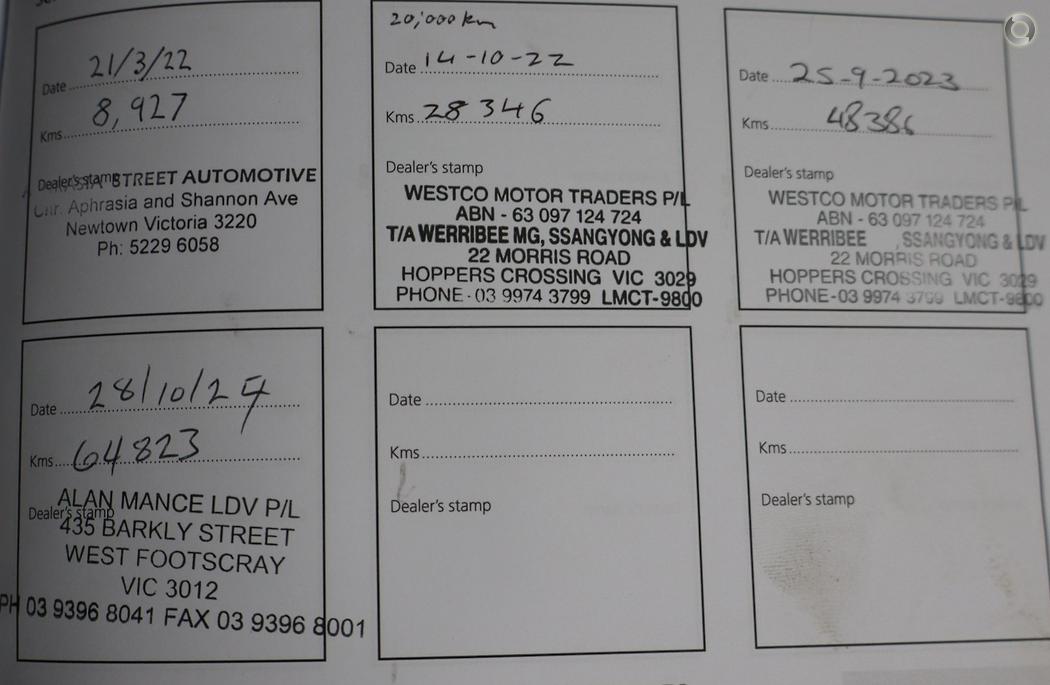 21/3/22
Date
8,927
Kms
Dealer's stamp
STREET AUTOMOTIVE
Cnr. Aphrasia and Shannon Ave
Newtown Victoria 3220
Ph: 5229 6058
20,000 km
Date 14-10-22
Kms 28 346
Dealer's stamp
WESTCO MOTOR TRADERS P/L
ABN - 63 097 124 724
T/A WERRIBEE MG, SSANGYONG & LDV
22 MORRIS ROAD
HOPPERS CROSSING VIC 3029
PHONE - 03 9974 3799 LMCT-9800
Date 25-9-2023
Kms 48386
Dealer's stamp
WESTCO MOTOR TRADERS P/L
ABN - 63 097 124 724
T/A WERRIBEE , SSANGYONG & LDV
22 MORRIS ROAD
HOPPERS CROSSING VIC 3029
PHONE - 03 9974 3799 LMCT-9800
Date 28/10/24
Kms 64823
Dealer's stamp
ALAN MANCE LDV P/L
435 BARKLY STREET
WEST FOOTSCRAY
VIC 3012
PH 03 9396 8041 FAX 03 9396 8001
Date
Kms
Dealer's stamp
Date
Kms
Dealer's stamp